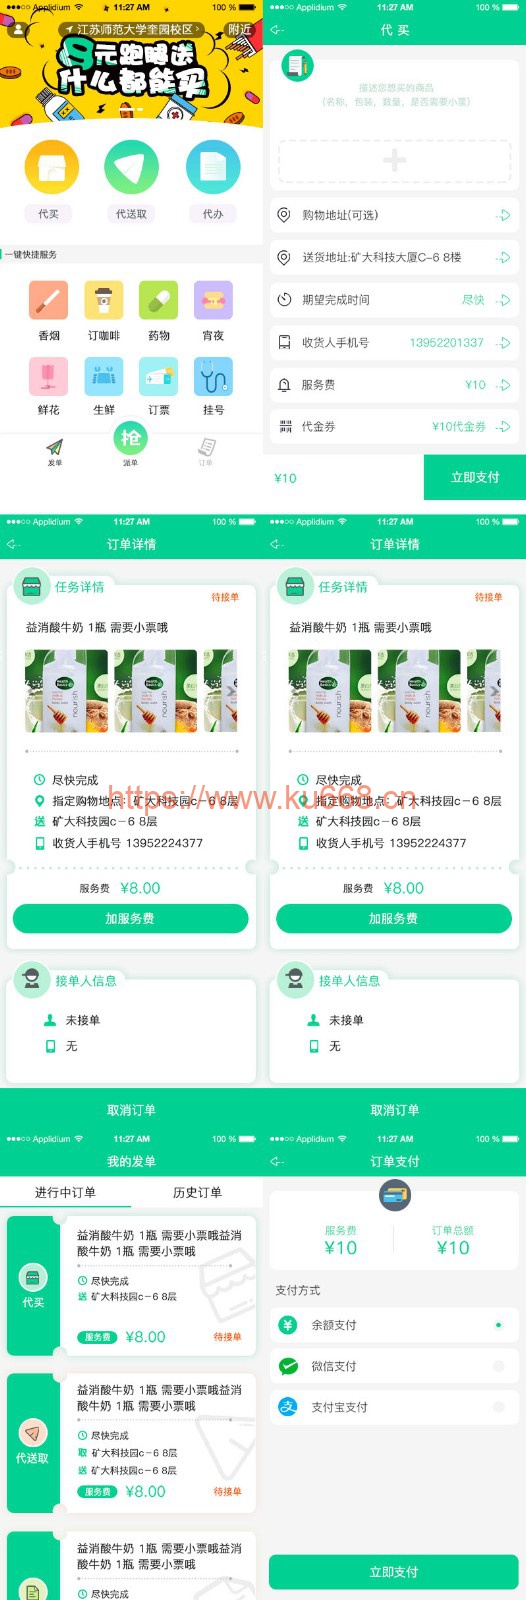 ●●●○○ Applidium 11:27 AM 100 %
江苏师范大学奎园校区 附近
9元跑腿送
什么都能买
代买 代送取 代办
一键快捷服务
香烟 订咖啡 药物 宵夜
鲜花 生鲜 订票 挂号
抢
发单 派单 订单
●●●○○ Applidium 11:27 AM 100 %
代 买
描述您想买的商品
(名称，包装，数量，是否需要小票)
购物地址(可选)
送货地址:矿大科技大厦C-6 8楼
期望完成时间 尽快
收货人手机号 13952201337
服务费 ¥10
代金券 ¥10代金券
¥10 立即支付
●●●○○ Applidium 11:27 AM 100 %
订单详情
任务详情
待接单
益消酸牛奶 1瓶 需要小票哦
nourish
尽快完成
指定购物地点：矿大科技园c－6 8层
送 矿大科技园c－6 8层
收货人手机号 13952224377
服务费 ¥8.00
加服务费
接单人信息
未接单
无
取消订单
●●●○○ Applidium 11:27 AM 100 %
订单详情
任务详情
待接单
益消酸牛奶 1瓶 需要小票哦
nourish
尽快完成
指定购物地点：矿大科技园c－6 8层
送 矿大科技园c－6 8层
收货人手机号 13952224377
服务费 ¥8.00
加服务费
接单人信息
未接单
无
取消订单
https://www.ku668.cn
●●●○○ Applidium 11:27 AM 100 %
我的发单
进行中订单 历史订单
代买
益消酸牛奶 1瓶 需要小票哦益消
酸牛奶 1瓶 需要小票哦
尽快完成
送 矿大科技园c－6 8层
服务费 ¥8.00 待接单
代送取
益消酸牛奶 1瓶 需要小票哦益消
酸牛奶 1瓶 需要小票哦
尽快完成
取 矿大科技园c－6 8层
送 矿大科技园c－6 8层
服务费 ¥8.00 待接单
益消酸牛奶 1瓶 需要小票哦益消
酸牛奶 1瓶 需要小票哦
尽快完成
●●●○○ Applidium 11:27 AM 100 %
订单支付
服务费 订单总额
¥10 ¥10
支付方式
余额支付
微信支付
支 支付宝支付
立即支付